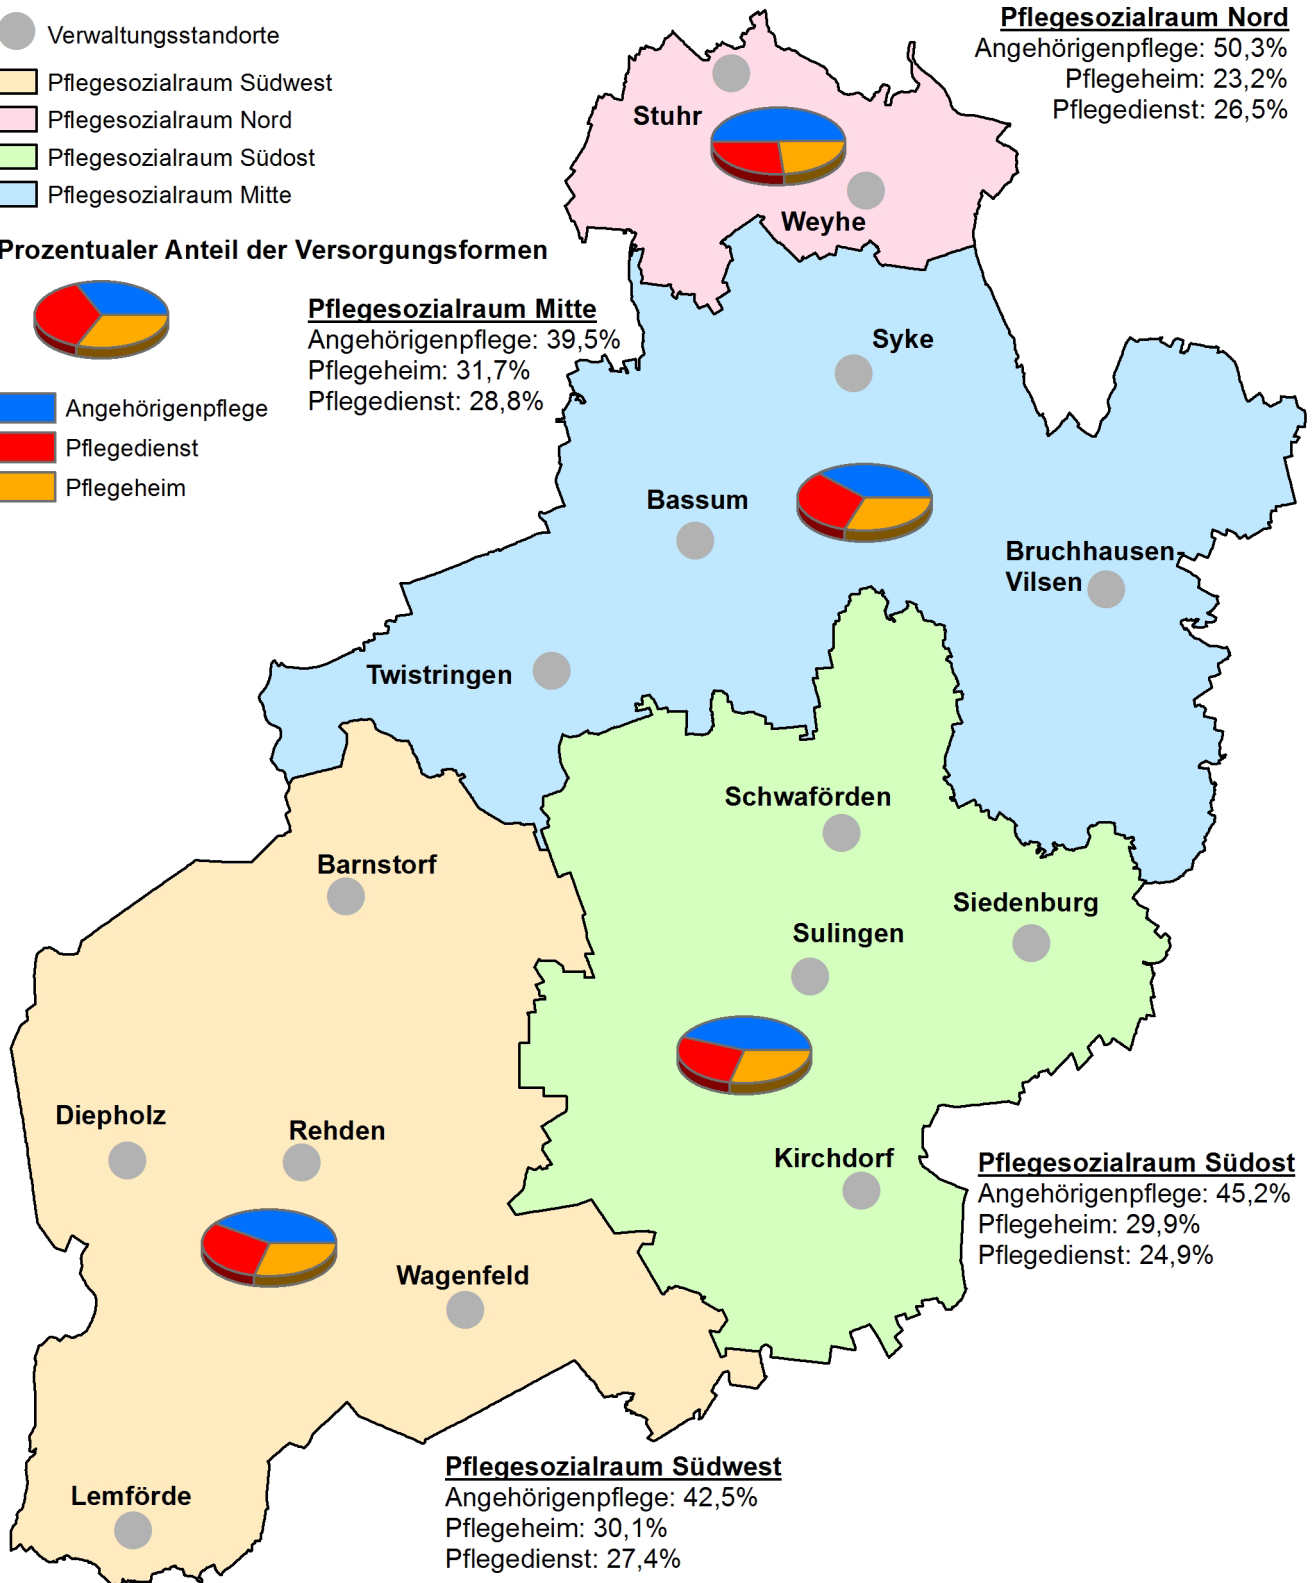 Verwaltungsstandorte
Pflegesozialraum Südwest
Pflegesozialraum Nord
Pflegesozialraum Südost
Pflegesozialraum Mitte
Prozentualer Anteil der Versorgungsformen
Angehörigenpflege
Pflegedienst
Pflegeheim
Pflegesozialraum Nord
Angehörigenpflege: 50,3%
Pflegeheim: 23,2%
Pflegedienst: 26,5%
Pflegesozialraum Mitte
Angehörigenpflege: 39,5%
Pflegeheim: 31,7%
Pflegedienst: 28,8%
Stuhr
Weyhe
Syke
Bassum
Bruchhausen-
Vilsen
Twistringen
Schwaförden
Barnstorf
Siedenburg
Sulingen
Diepholz
Rehden
Kirchdorf
Wagenfeld
Lemförde
Pflegesozialraum Südost
Angehörigenpflege: 45,2%
Pflegeheim: 29,9%
Pflegedienst: 24,9%
Pflegesozialraum Südwest
Angehörigenpflege: 42,5%
Pflegeheim: 30,1%
Pflegedienst: 27,4%